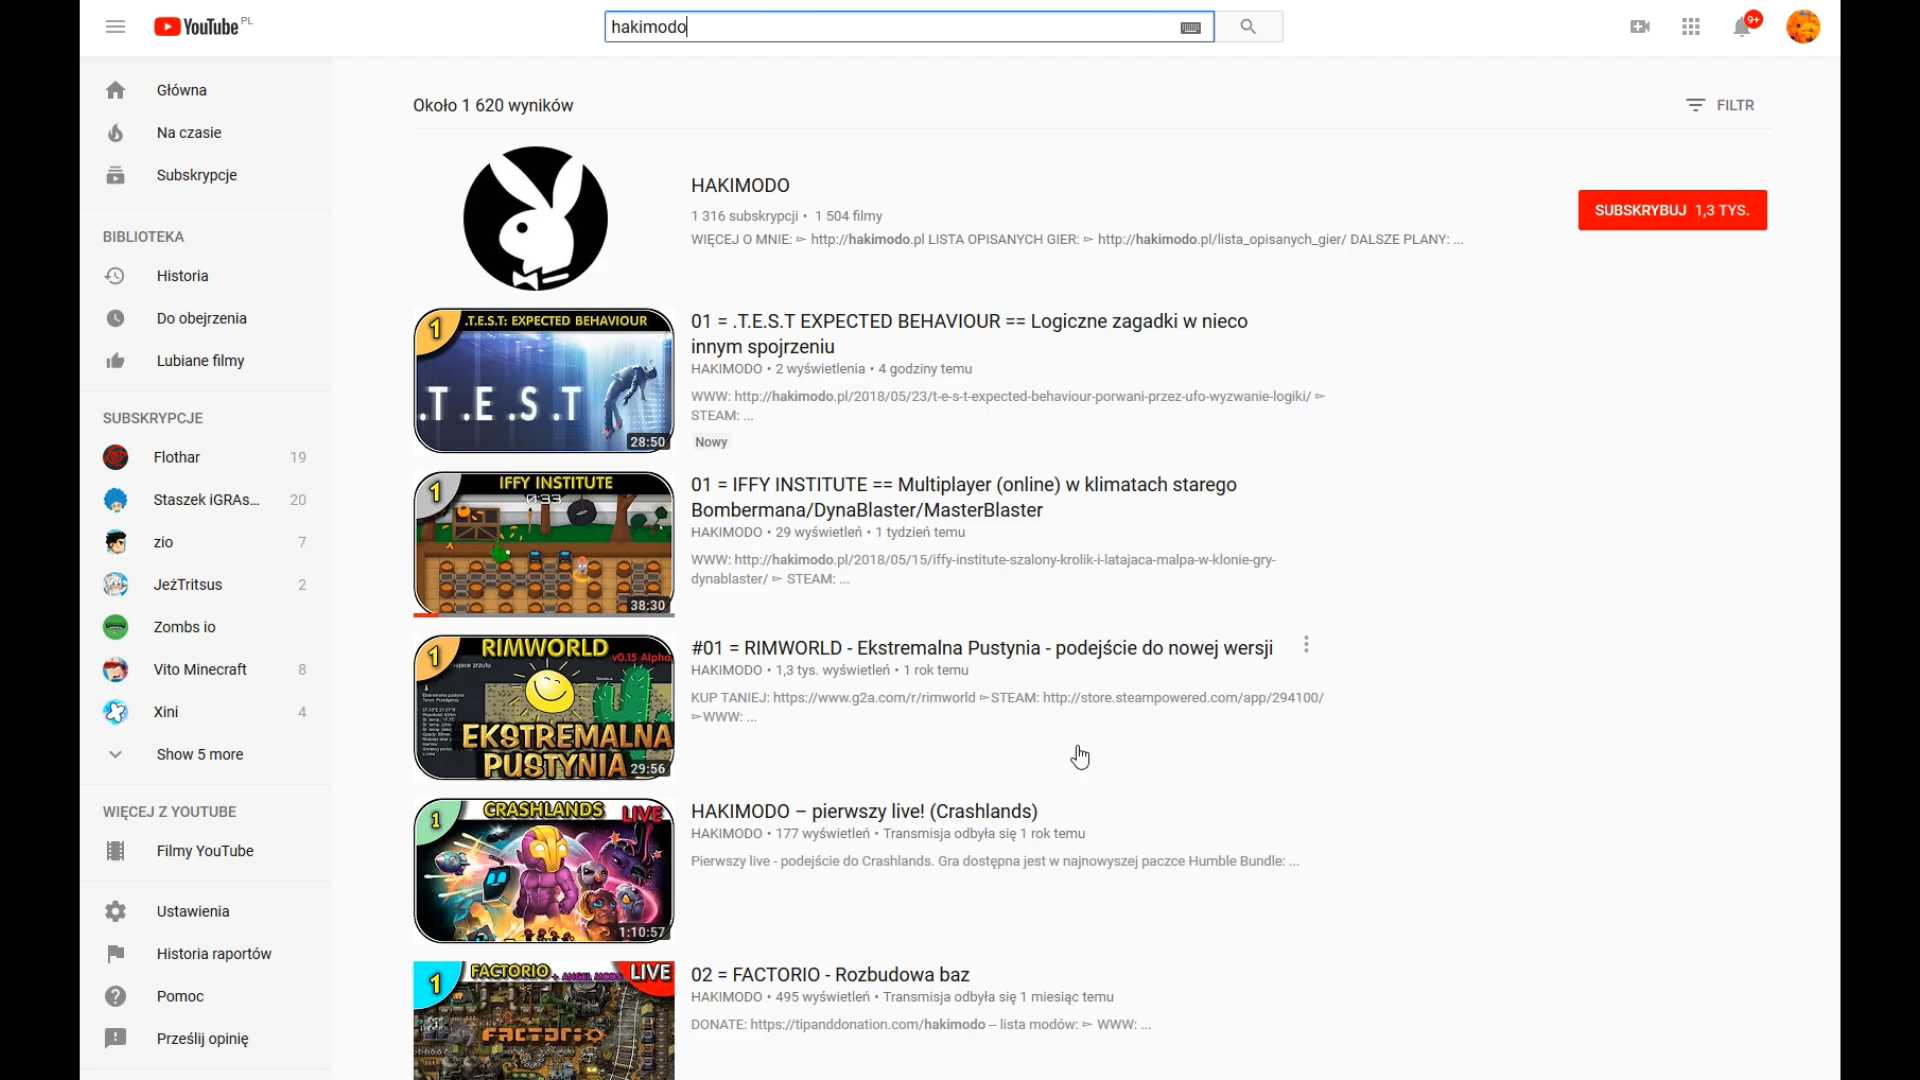 YouTube PL
hakimodo
9+
Główna
Na czasie
Subskrypcje
BIBLIOTEKA
Historia
Do obejrzenia
Lubiane filmy
SUBSKRYPCJE
Flothar 19
Staszek iGRAs... 20
zio 7
JeżTritsus 2
Zombs io
Vito Minecraft 8
Xini 4
Show 5 more
WIĘCEJ Z YOUTUBE
Filmy YouTube
Ustawienia
Historia raportów
Pomoc
Prześlij opinię
Około 1 620 wyników
FILTR
HAKIMODO
1 316 subskrypcji • 1 504 filmy
WIĘCEJ O MNIE: ► http://hakimodo.pl LISTA OPISANYCH GIER: ► http://hakimodo.pl/lista_opisanych_gier/ DALSZE PLANY: ...
SUBSKRYBUJ 1,3 TYS.
1
.T.E.S.T: EXPECTED BEHAVIOUR
.T.E.S.T
28:50
01 = .T.E.S.T EXPECTED BEHAVIOUR == Logiczne zagadki w nieco
innym spojrzeniu
HAKIMODO • 2 wyświetlenia • 4 godziny temu
WWW: http://hakimodo.pl/2018/05/23/t-e-s-t-expected-behaviour-porwani-przez-ufo-wyzwanie-logiki/ ►
STEAM: ...
Nowy
1
IFFY INSTITUTE
0:33
38:30
01 = IFFY INSTITUTE == Multiplayer (online) w klimatach starego
Bombermana/DynaBlaster/MasterBlaster
HAKIMODO • 29 wyświetleń • 1 tydzień temu
WWW: http://hakimodo.pl/2018/05/15/iffy-institute-szalony-krolik-i-latajaca-malpa-w-klonie-gry-
dynablaster/ ► STEAM: ...
1
RIMWORLD
v0.15 Alpha
EKSTREMALNA
PUSTYNIA
29:56
#01 = RIMWORLD - Ekstremalna Pustynia - podejście do nowej wersji
HAKIMODO • 1,3 tys. wyświetleń • 1 rok temu
KUP TANIEJ: https://www.g2a.com/r/rimworld ►STEAM: http://store.steampowered.com/app/294100/
►WWW: ...
1
CRASHLANDS LIVE
1:10:57
HAKIMODO – pierwszy live! (Crashlands)
HAKIMODO • 177 wyświetleń • Transmisja odbyła się 1 rok temu
Pierwszy live - podejście do Crashlands. Gra dostępna jest w najnowyszej paczce Humble Bundle: ...
1
FACTORIO + ANGEL MODS LIVE
FACTORIO
02 = FACTORIO - Rozbudowa baz
HAKIMODO • 495 wyświetleń • Transmisja odbyła się 1 miesiąc temu
DONATE: https://tipanddonation.com/hakimodo – lista modów: ► WWW: ...